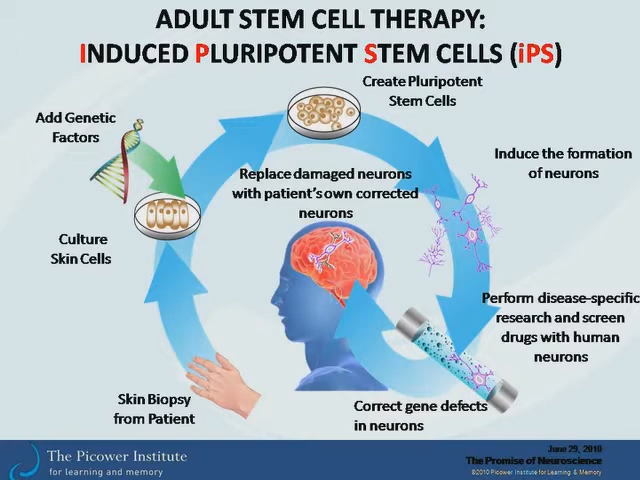 ADULT STEM CELL THERAPY:
INDUCED PLURIPOTENT STEM CELLS (iPS)
Create Pluripotent
Stem Cells
Add Genetic
Factors
Induce the formation
of neurons
Replace damaged neurons
with patient's own corrected
neurons
Culture
Skin Cells
Perform disease-specific
research and screen
drugs with human
neurons
Skin Biopsy
from Patient
Correct gene defects
in neurons
The Picower Institute
for learning and memory
June 29, 2010
The Promise of Neuroscience
©2010 Picower Institute for Learning & Memory